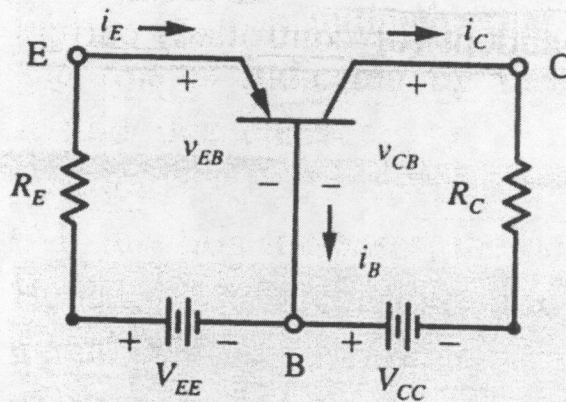 i_E i_C
E + + C
v_EB v_CB
R_E − − R_C
i_B
+ − B + −
V_EE V_CC